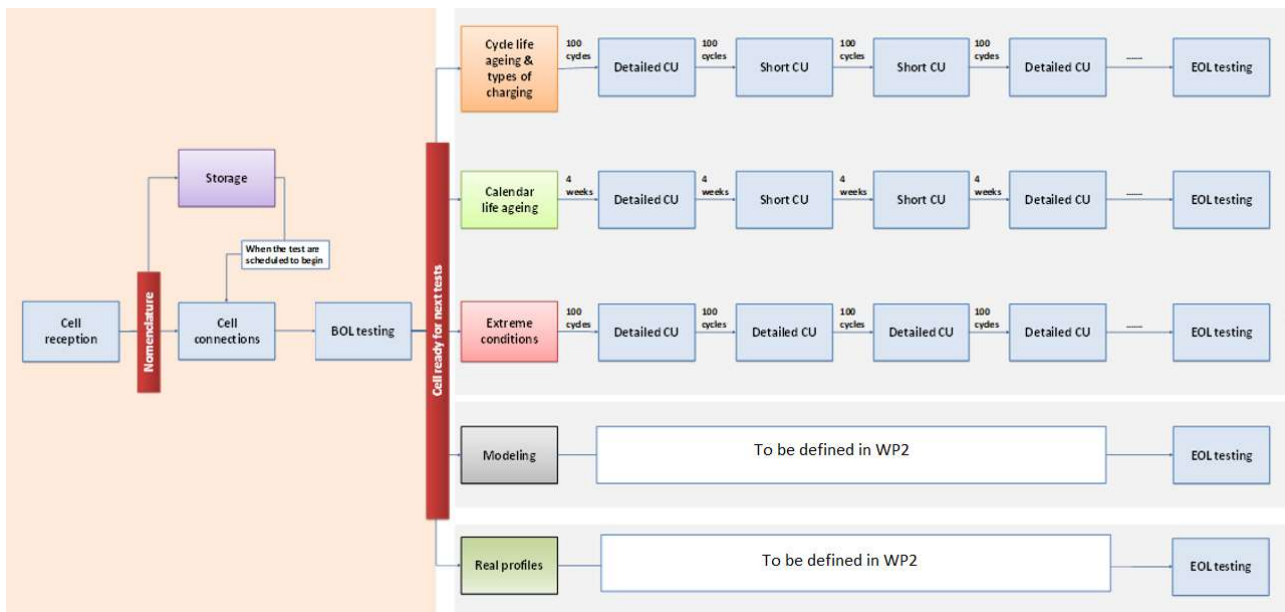 Cell
reception
Nomenclature
Storage
When the test are
scheduled to begin
Cell
connections
BOL testing
Cell ready for next tests
Cycle life
ageing &
types of
charging
100
cycles
Detailed CU
100
cycles
Short CU
100
cycles
Short CU
100
cycles
Detailed CU
......
EOL testing
Calendar
life ageing
4
weeks
Detailed CU
4
weeks
Short CU
4
weeks
Short CU
4
weeks
Detailed CU
......
EOL testing
Extreme
conditions
100
cycles
Detailed CU
100
cycles
Detailed CU
100
cycles
Detailed CU
100
cycles
Detailed CU
......
EOL testing
Modeling
To be defined in WP2
EOL testing
Real profiles
To be defined in WP2
EOL testing